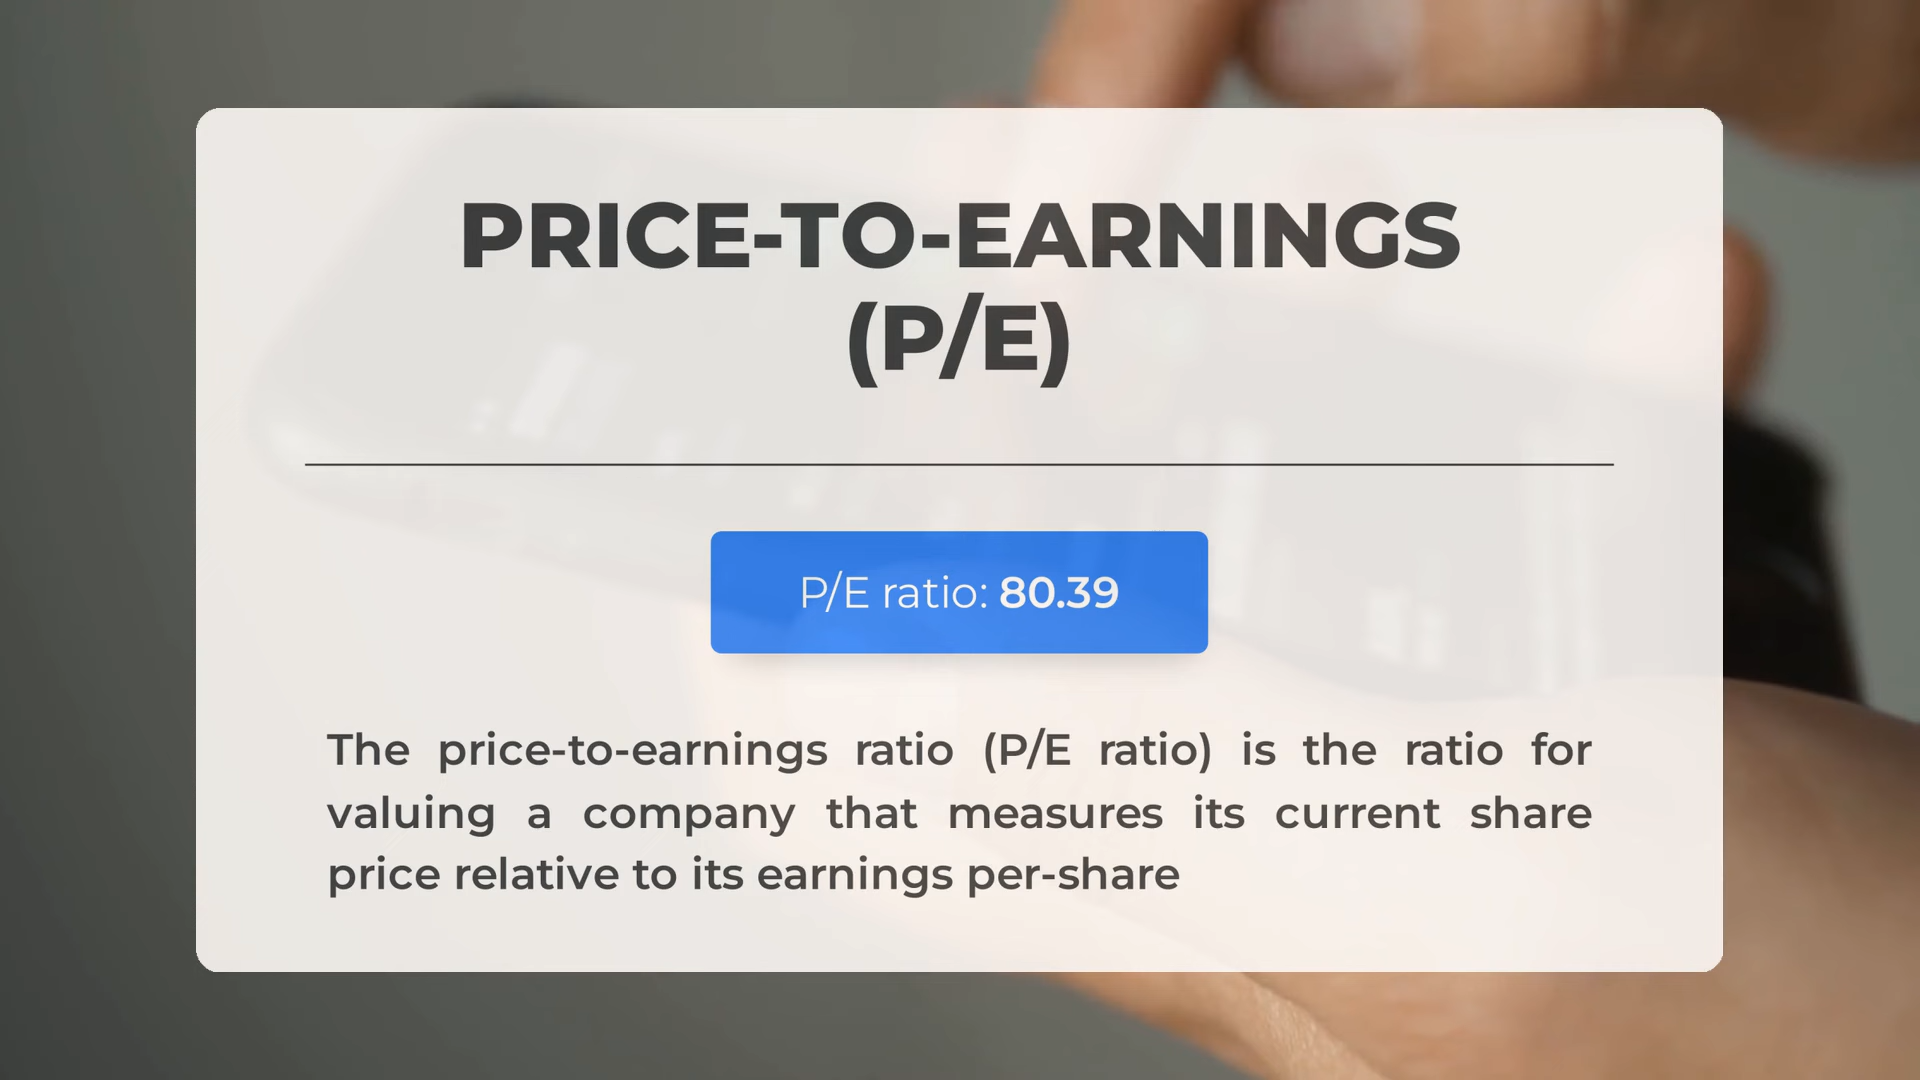 PRICE-TO-EARNINGS
(P/E)
P/E ratio: 80.39
The price-to-earnings ratio (P/E ratio) is the ratio for
valuing a company that measures its current share
price relative to its earnings per-share